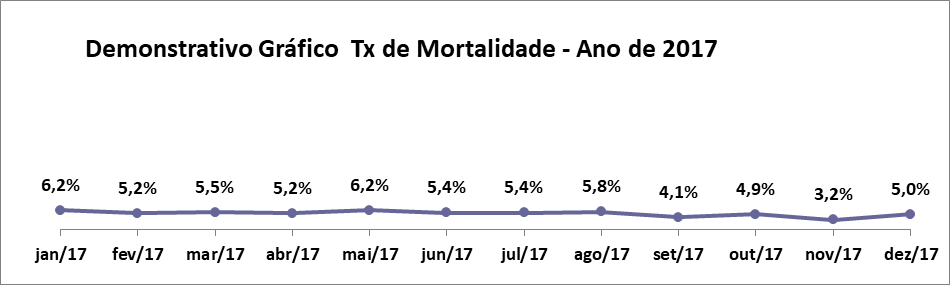 Demonstrativo Gráfico  Tx de Mortalidade - Ano de 2017
6,2% 5,2% 5,5% 5,2% 6,2% 5,4% 5,4% 5,8% 4,1% 4,9% 3,2% 5,0%
jan/17 fev/17 mar/17 abr/17 mai/17 jun/17 jul/17 ago/17 set/17 out/17 nov/17 dez/17